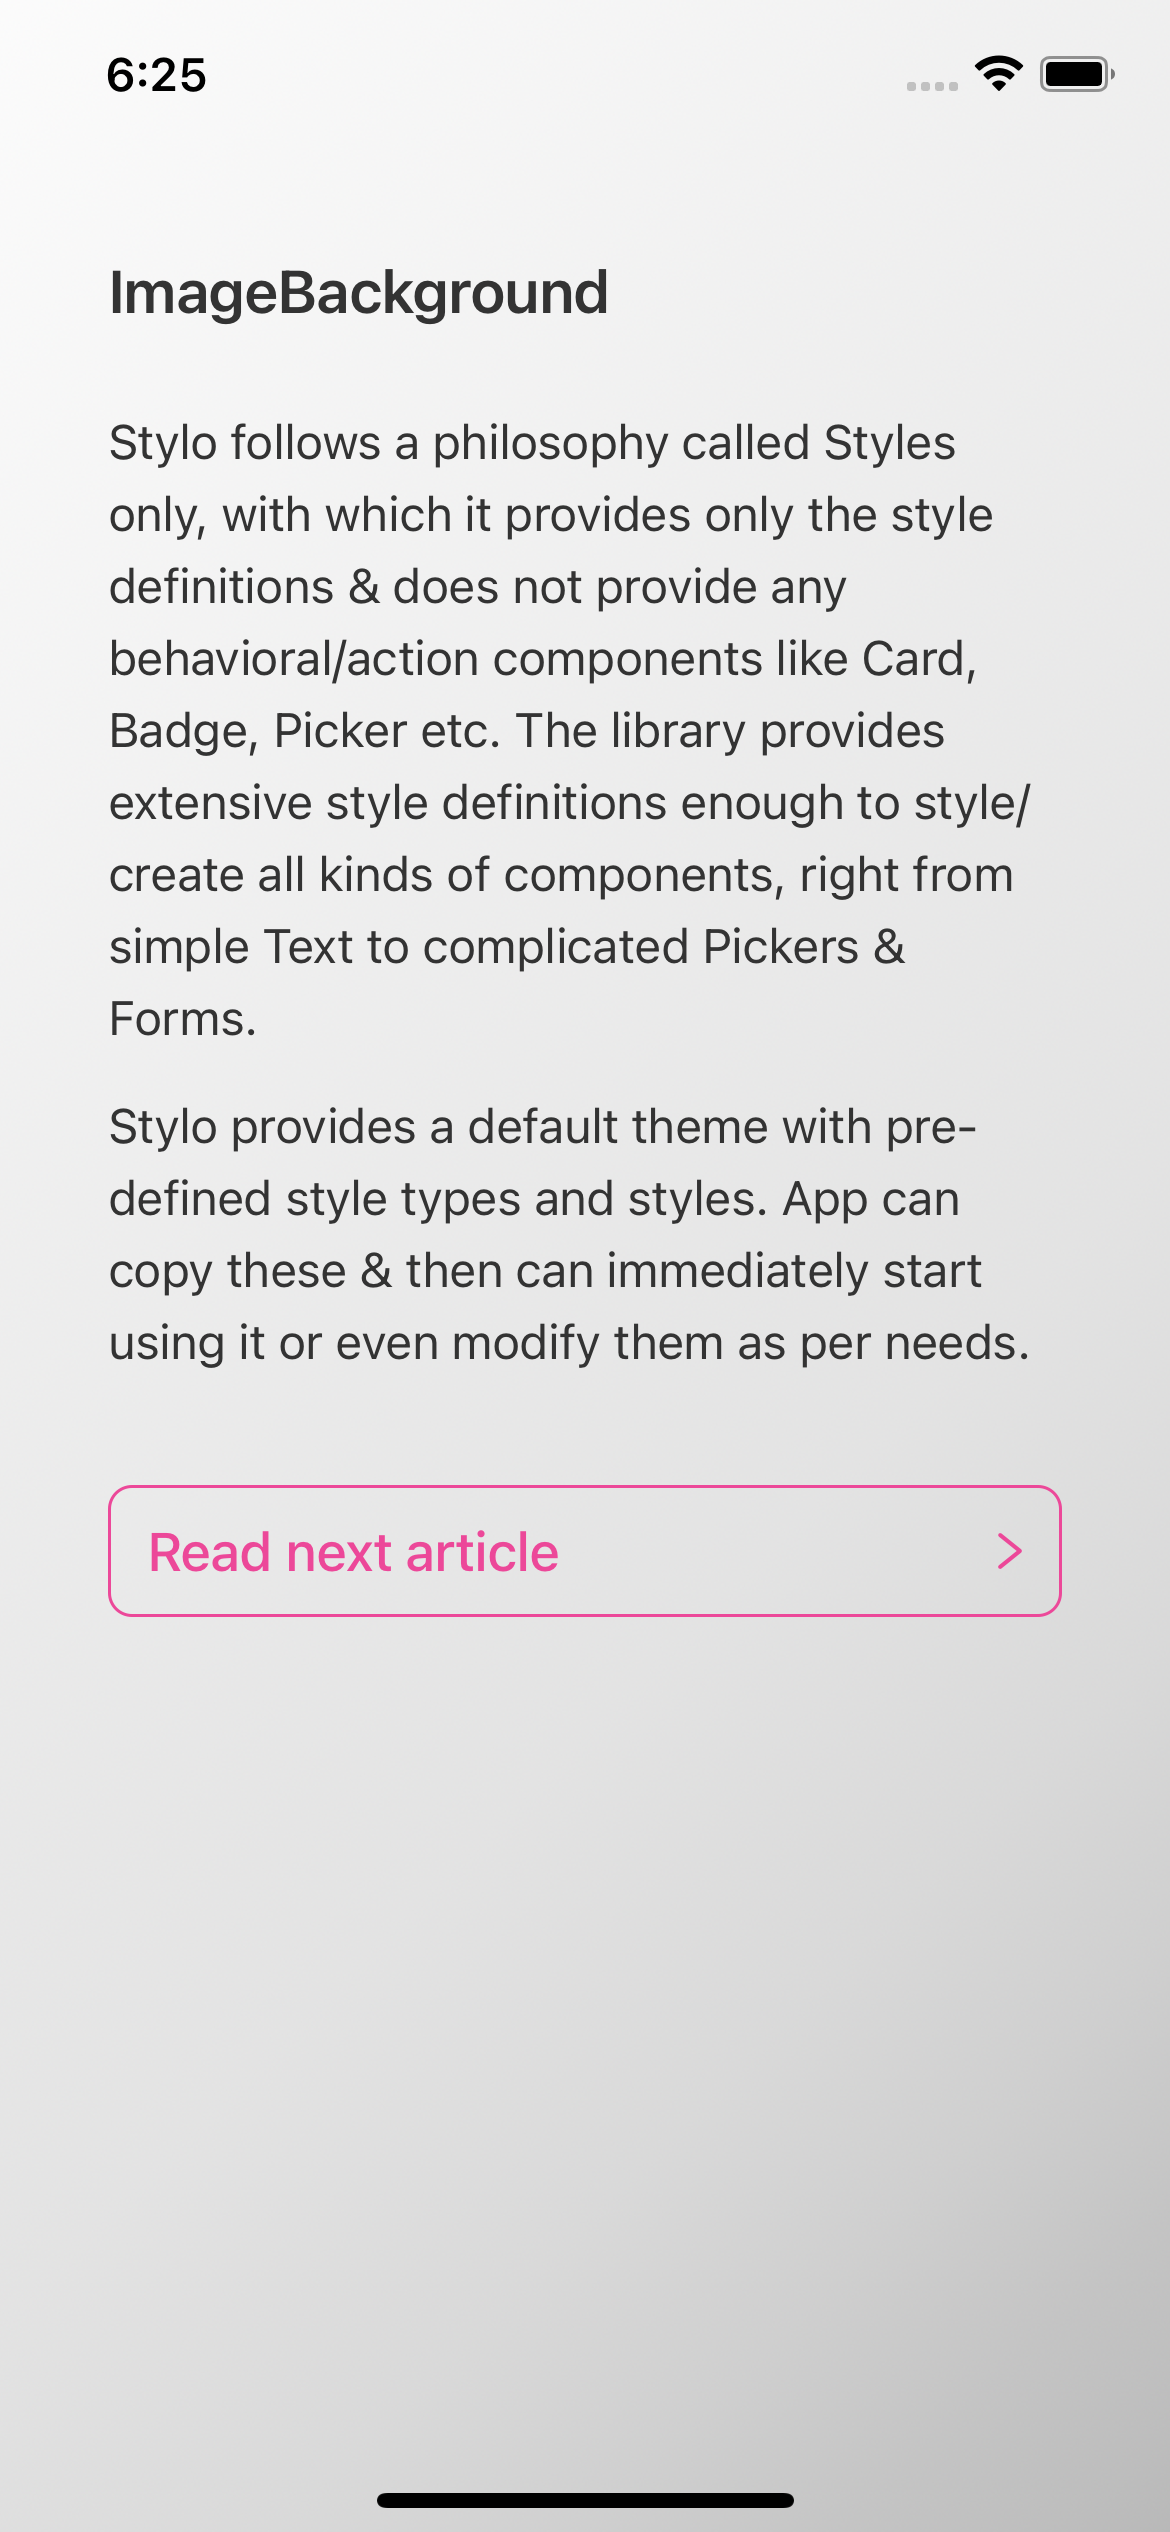 6:25
ImageBackground
Stylo follows a philosophy called Styles
only, with which it provides only the style
definitions & does not provide any
behavioral/action components like Card,
Badge, Picker etc. The library provides
extensive style definitions enough to style/
create all kinds of components, right from
simple Text to complicated Pickers &
Forms.
Stylo provides a default theme with pre-
defined style types and styles. App can
copy these & then can immediately start
using it or even modify them as per needs.
Read next article